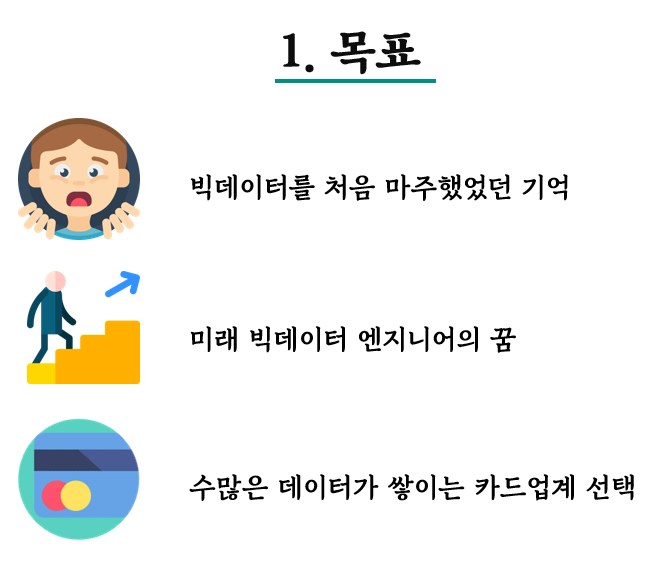 1. 목표
빅데이터를 처음 마주했었던 기억
미래 빅데이터 엔지니어의 꿈
수많은 데이터가 쌓이는 카드업계 선택